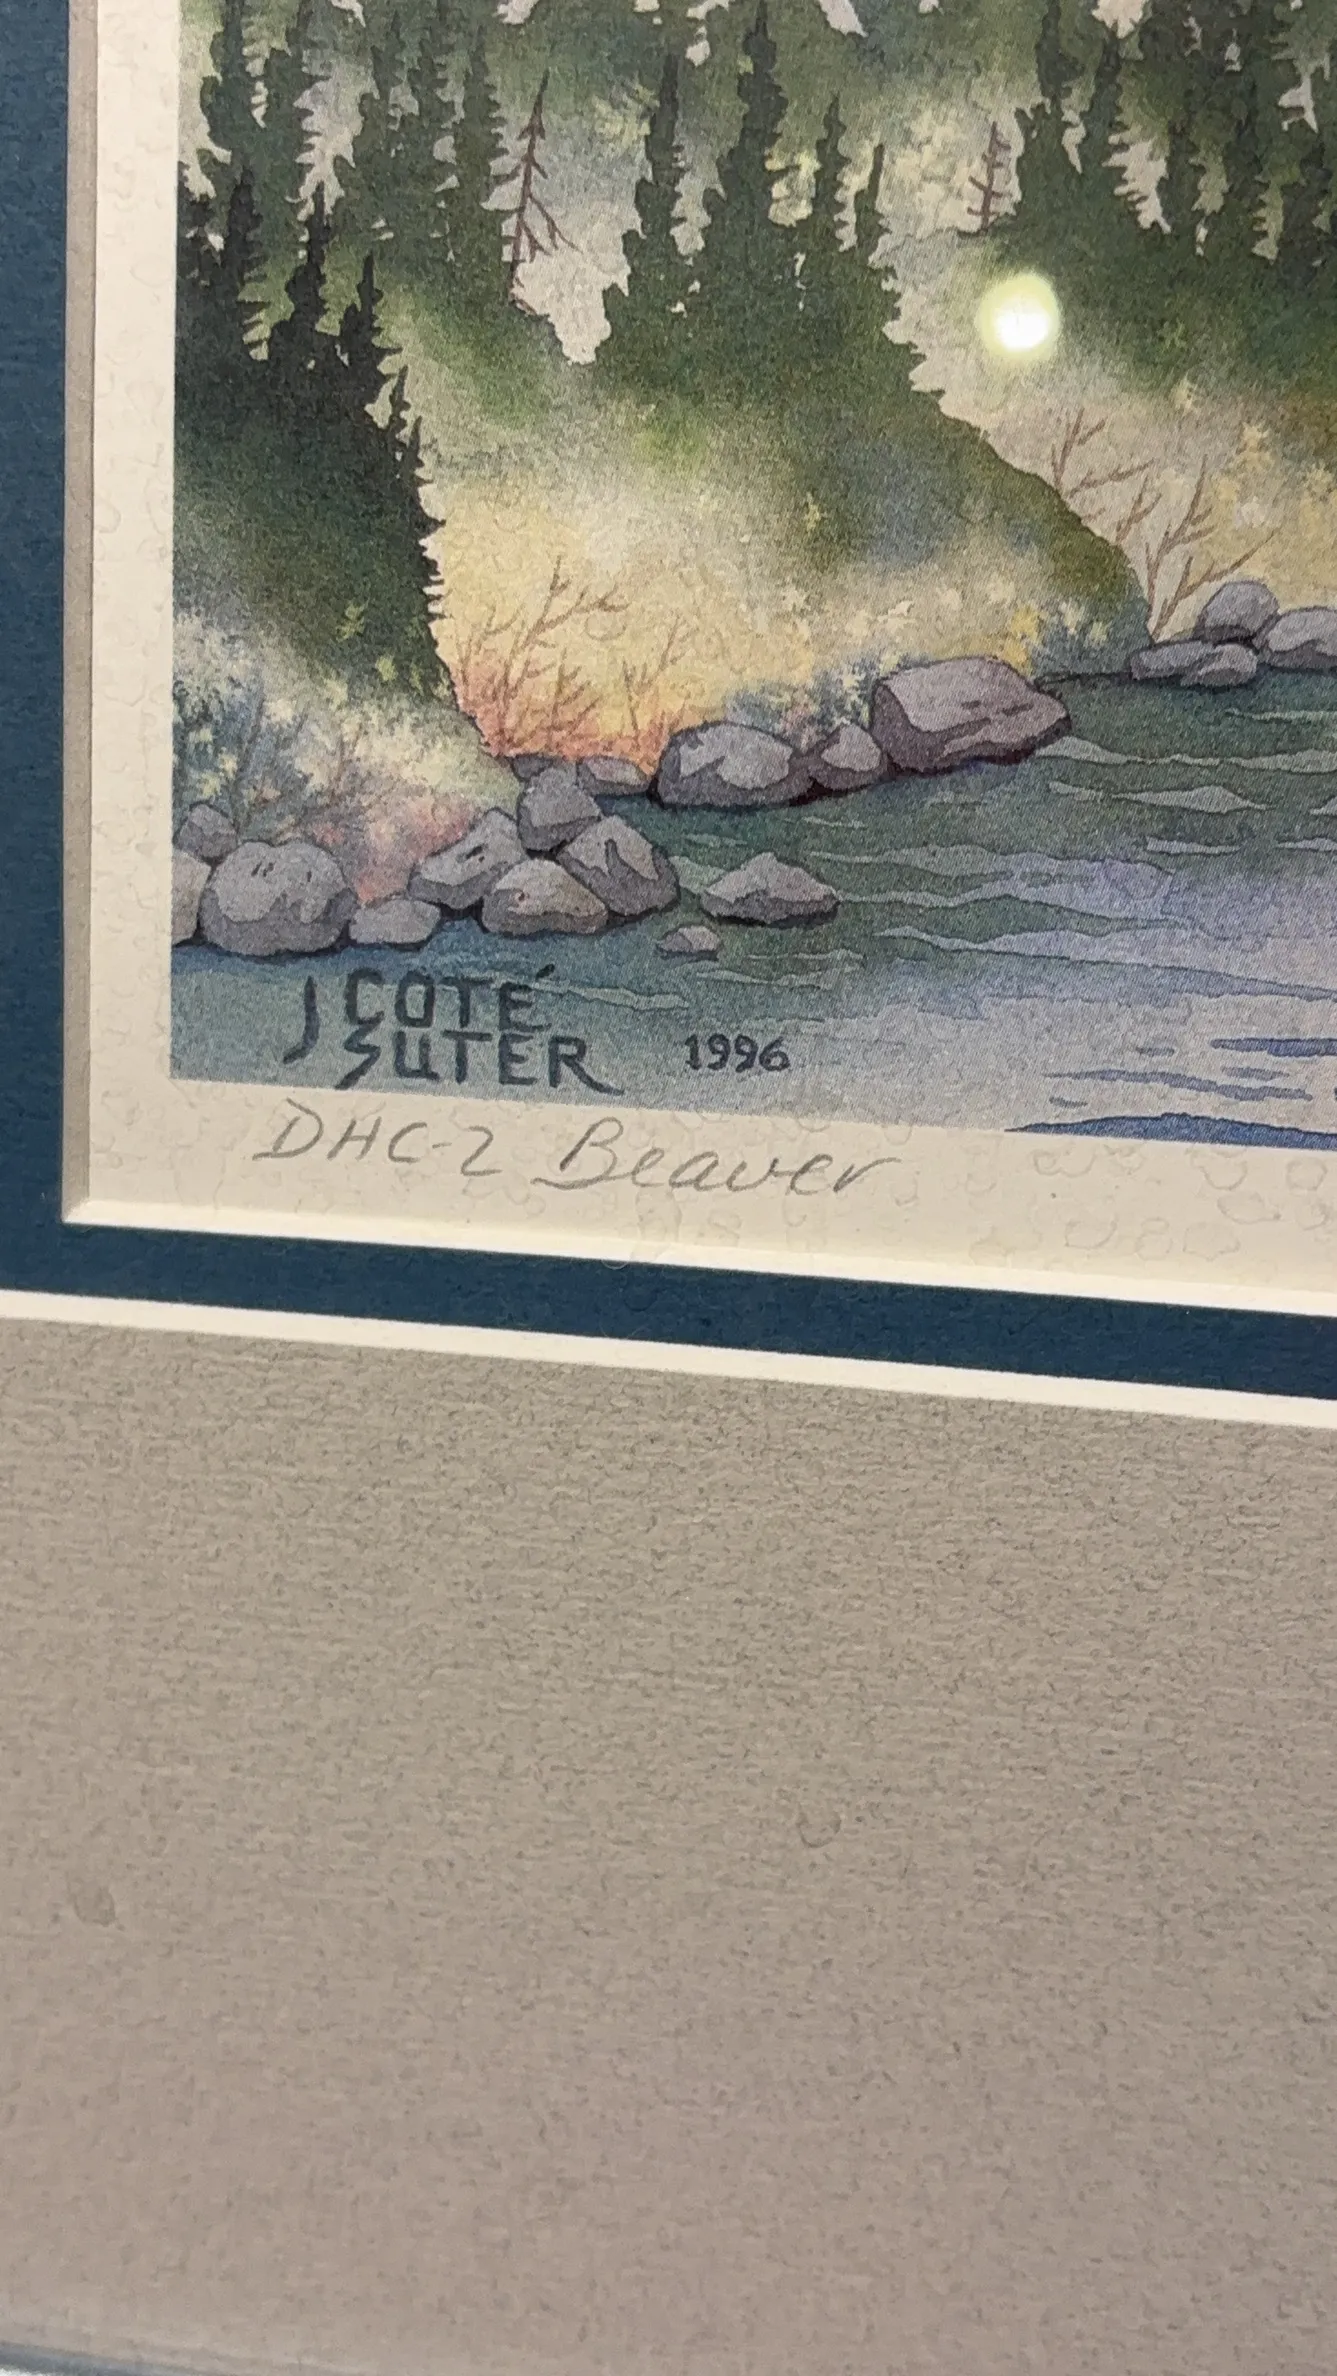 J COTÉ
SUTER 1996
DHC-2 Beaver